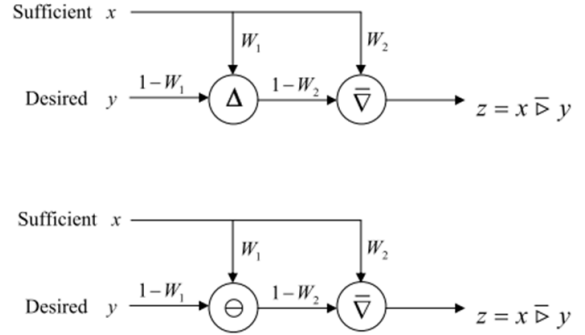 Sufficient x
W₁ W₂
Desired y 1−W₁ Δ 1−W₂ ∇̅ z = x ▷̅ y
Sufficient x
W₁ W₂
Desired y 1−W₁ ⊖ 1−W₂ ∇̅ z = x ▷̅ y